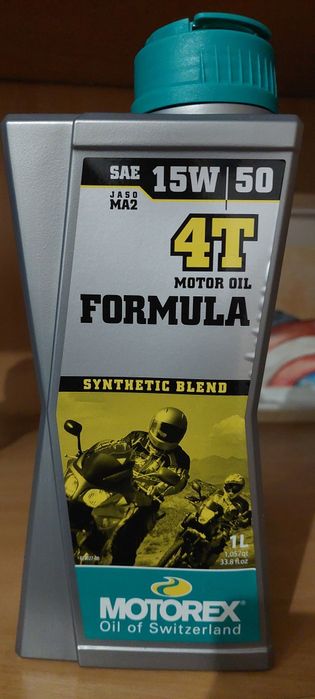 SAE 15W 50
JASO
MA2
4T
MOTOR OIL
FORMULA
SYNTHETIC BLEND
1L
1,057qt
33.8 fl.oz
MOTOREX
Oil of Switzerland